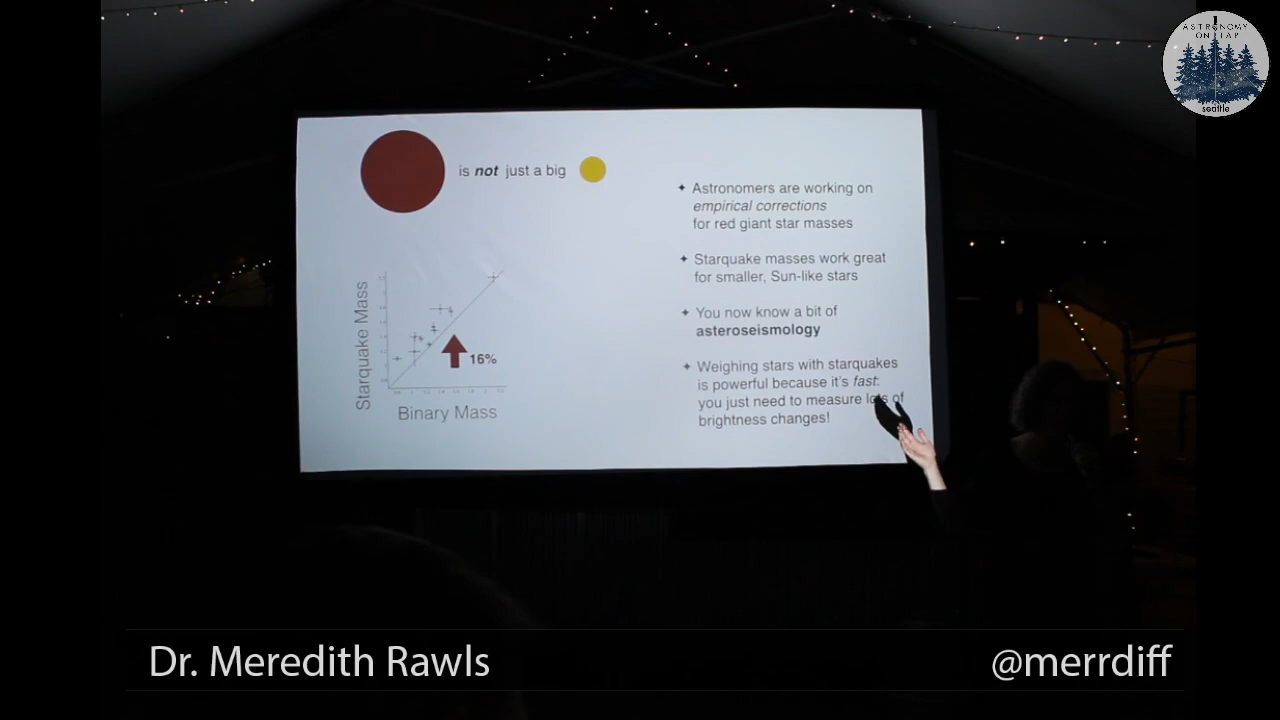 ASTRONOMY
ON TAP
seattle
is not just a big
✦ Astronomers are working on
empirical corrections
for red giant star masses
✦ Starquake masses work great
for smaller, Sun-like stars
✦ You now know a bit of
asteroseismology
✦ Weighing stars with starquakes
is powerful because it's fast:
you just need to measure lots of
brightness changes!
Starquake Mass
16%
Binary Mass
Dr. Meredith Rawls
@merrdiff